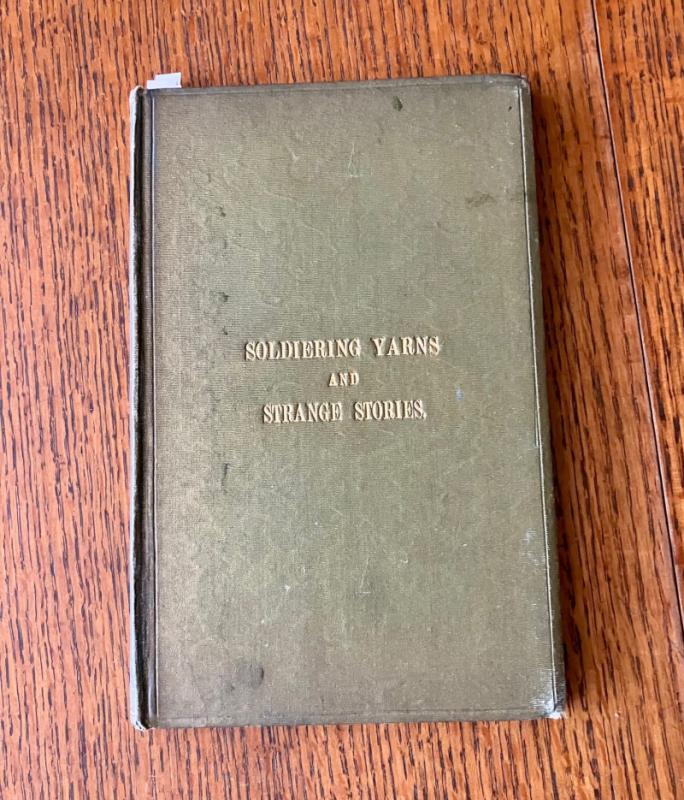 SOLDIERING YARNS
AND
STRANGE STORIES,